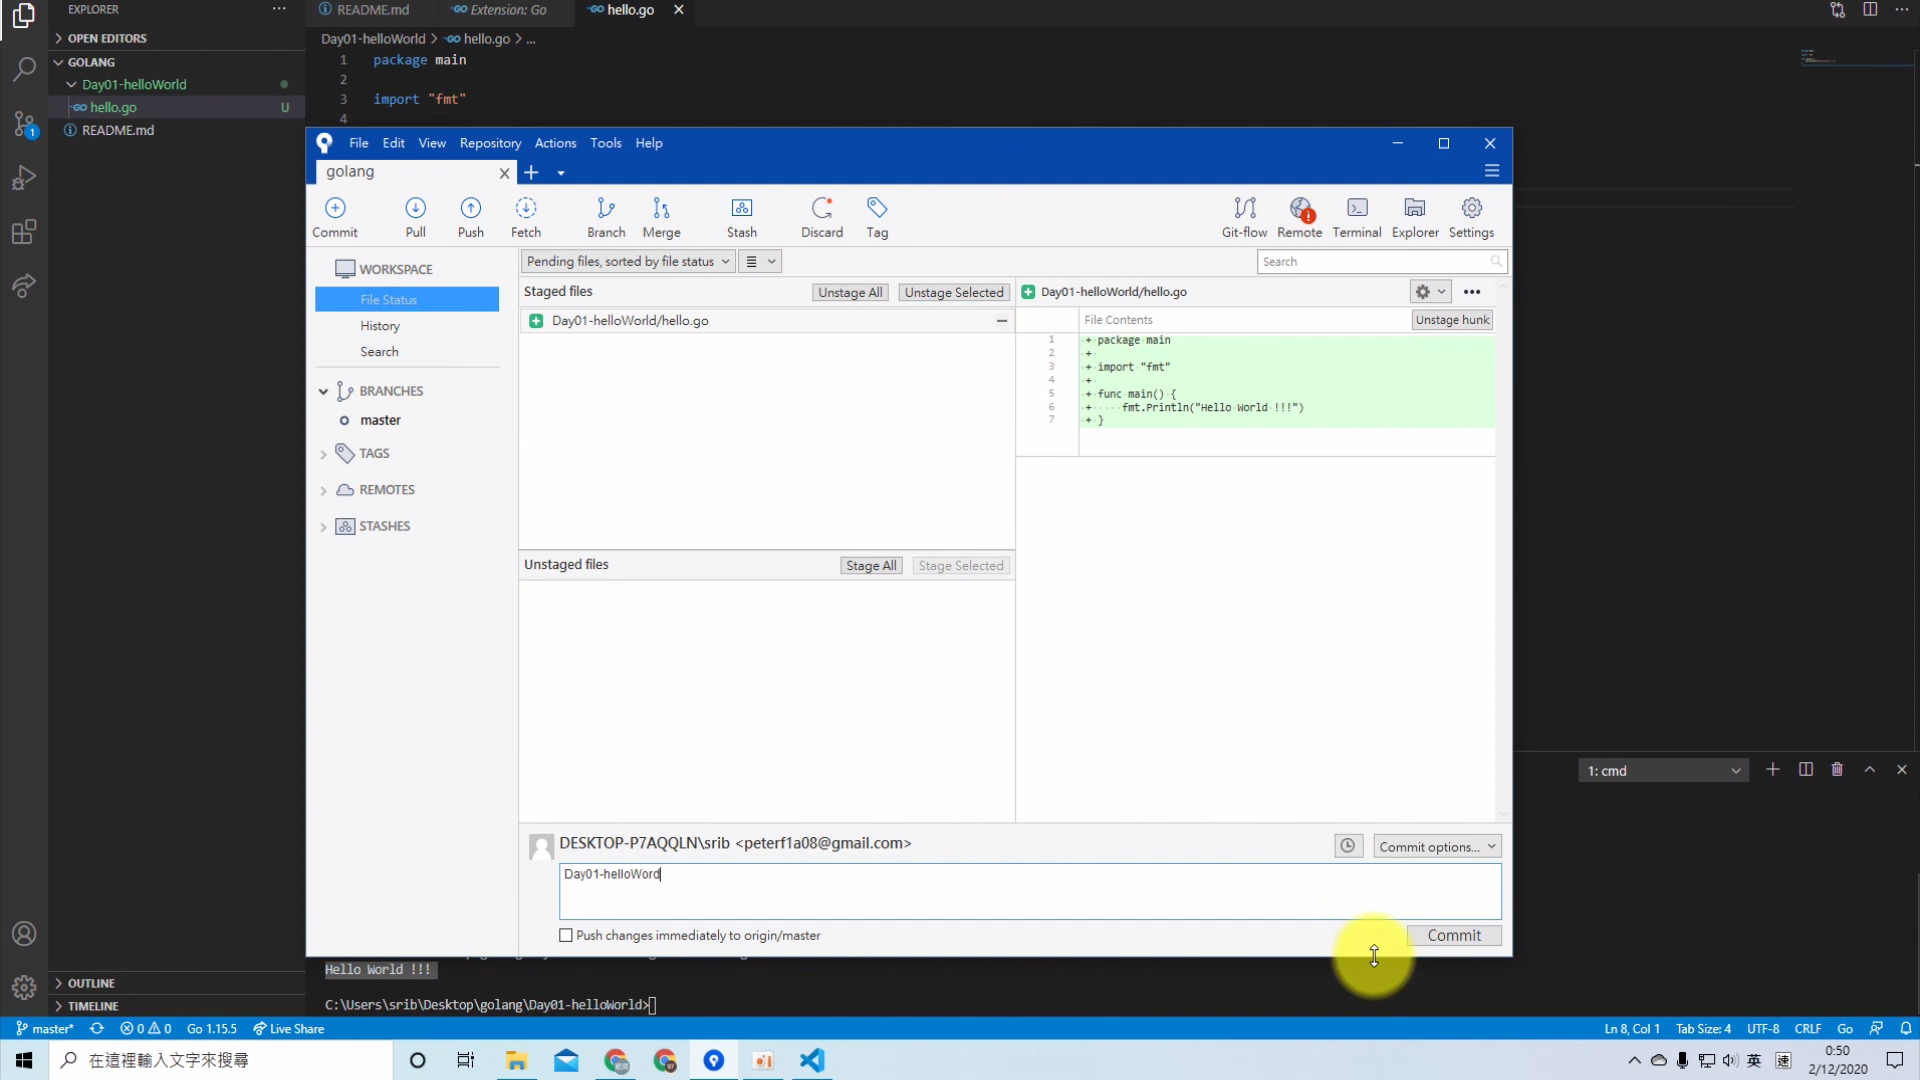 EXPLORER
README.md
Extension: Go
hello.go
OPEN EDITORS
GOLANG
Day01-helloWorld
hello.go
U
README.md
1
Day01-helloWorld > hello.go > ...
1 package main
2
3 import "fmt"
4
File Edit View Repository Actions Tools Help
golang
Commit
Pull
Push
Fetch
Branch
Merge
Stash
Discard
Tag
Git-flow
Remote
Terminal
Explorer
Settings
WORKSPACE
File Status
History
Search
BRANCHES
master
TAGS
REMOTES
STASHES
Pending files, sorted by file status
Search
Staged files
Unstage All
Unstage Selected
Day01-helloWorld/hello.go
Day01-helloWorld/hello.go
File Contents
Unstage hunk
1 + package main
2 +
3 + import "fmt"
4 +
5 + func main() {
6 + fmt.Println("Hello World !!!")
7 + }
Unstaged files
Stage All
Stage Selected
1: cmd
DESKTOP-P7AQQLN\srib <peterf1a08@gmail.com>
Commit options...
Day01-helloWord
Push changes immediately to origin/master
Commit
Hello World !!!
C:\Users\srib\Desktop\golang\Day01-helloWorld>
OUTLINE
TIMELINE
master*
0
0
Go 1.15.5
Live Share
Ln 8, Col 1
Tab Size: 4
UTF-8
CRLF
Go
在這裡輸入文字來搜尋
英
速
0:50
2/12/2020